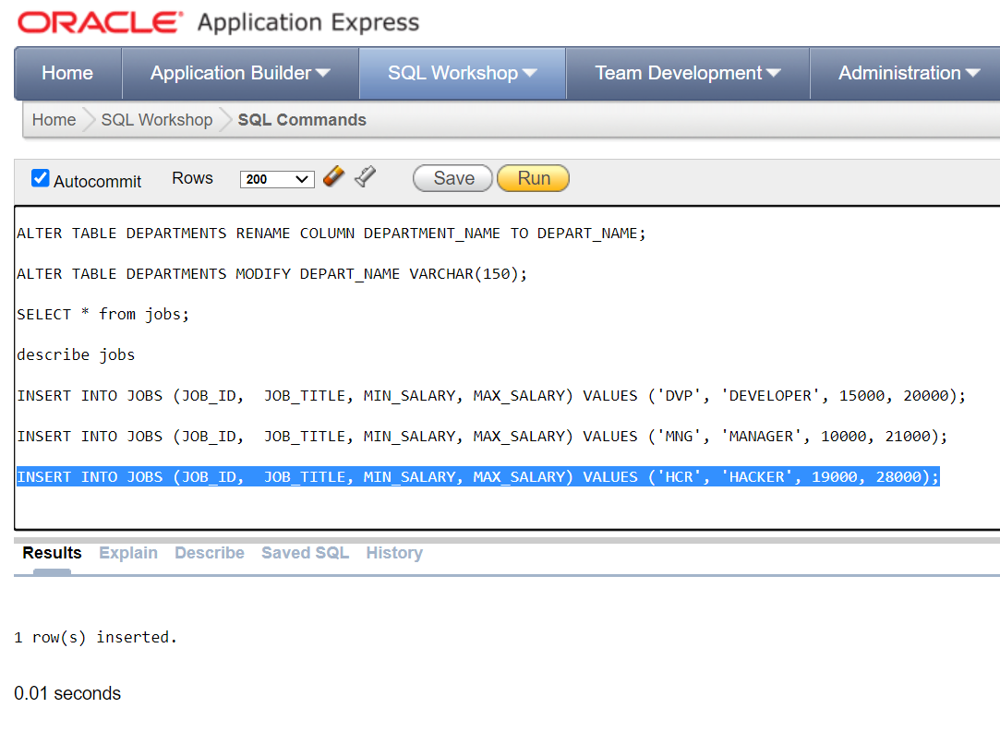 ORACLE® Application Express
Home Application Builder SQL Workshop Team Development Administration
Home SQL Workshop SQL Commands
Autocommit Rows 200 Save Run
ALTER TABLE DEPARTMENTS RENAME COLUMN DEPARTMENT_NAME TO DEPART_NAME;
ALTER TABLE DEPARTMENTS MODIFY DEPART_NAME VARCHAR(150);
SELECT * from jobs;
describe jobs
INSERT INTO JOBS (JOB_ID,  JOB_TITLE, MIN_SALARY, MAX_SALARY) VALUES ('DVP', 'DEVELOPER', 15000, 20000);
INSERT INTO JOBS (JOB_ID,  JOB_TITLE, MIN_SALARY, MAX_SALARY) VALUES ('MNG', 'MANAGER', 10000, 21000);
INSERT INTO JOBS (JOB_ID,  JOB_TITLE, MIN_SALARY, MAX_SALARY) VALUES ('HCR', 'HACKER', 19000, 28000);
Results Explain Describe Saved SQL History
1 row(s) inserted.
0.01 seconds